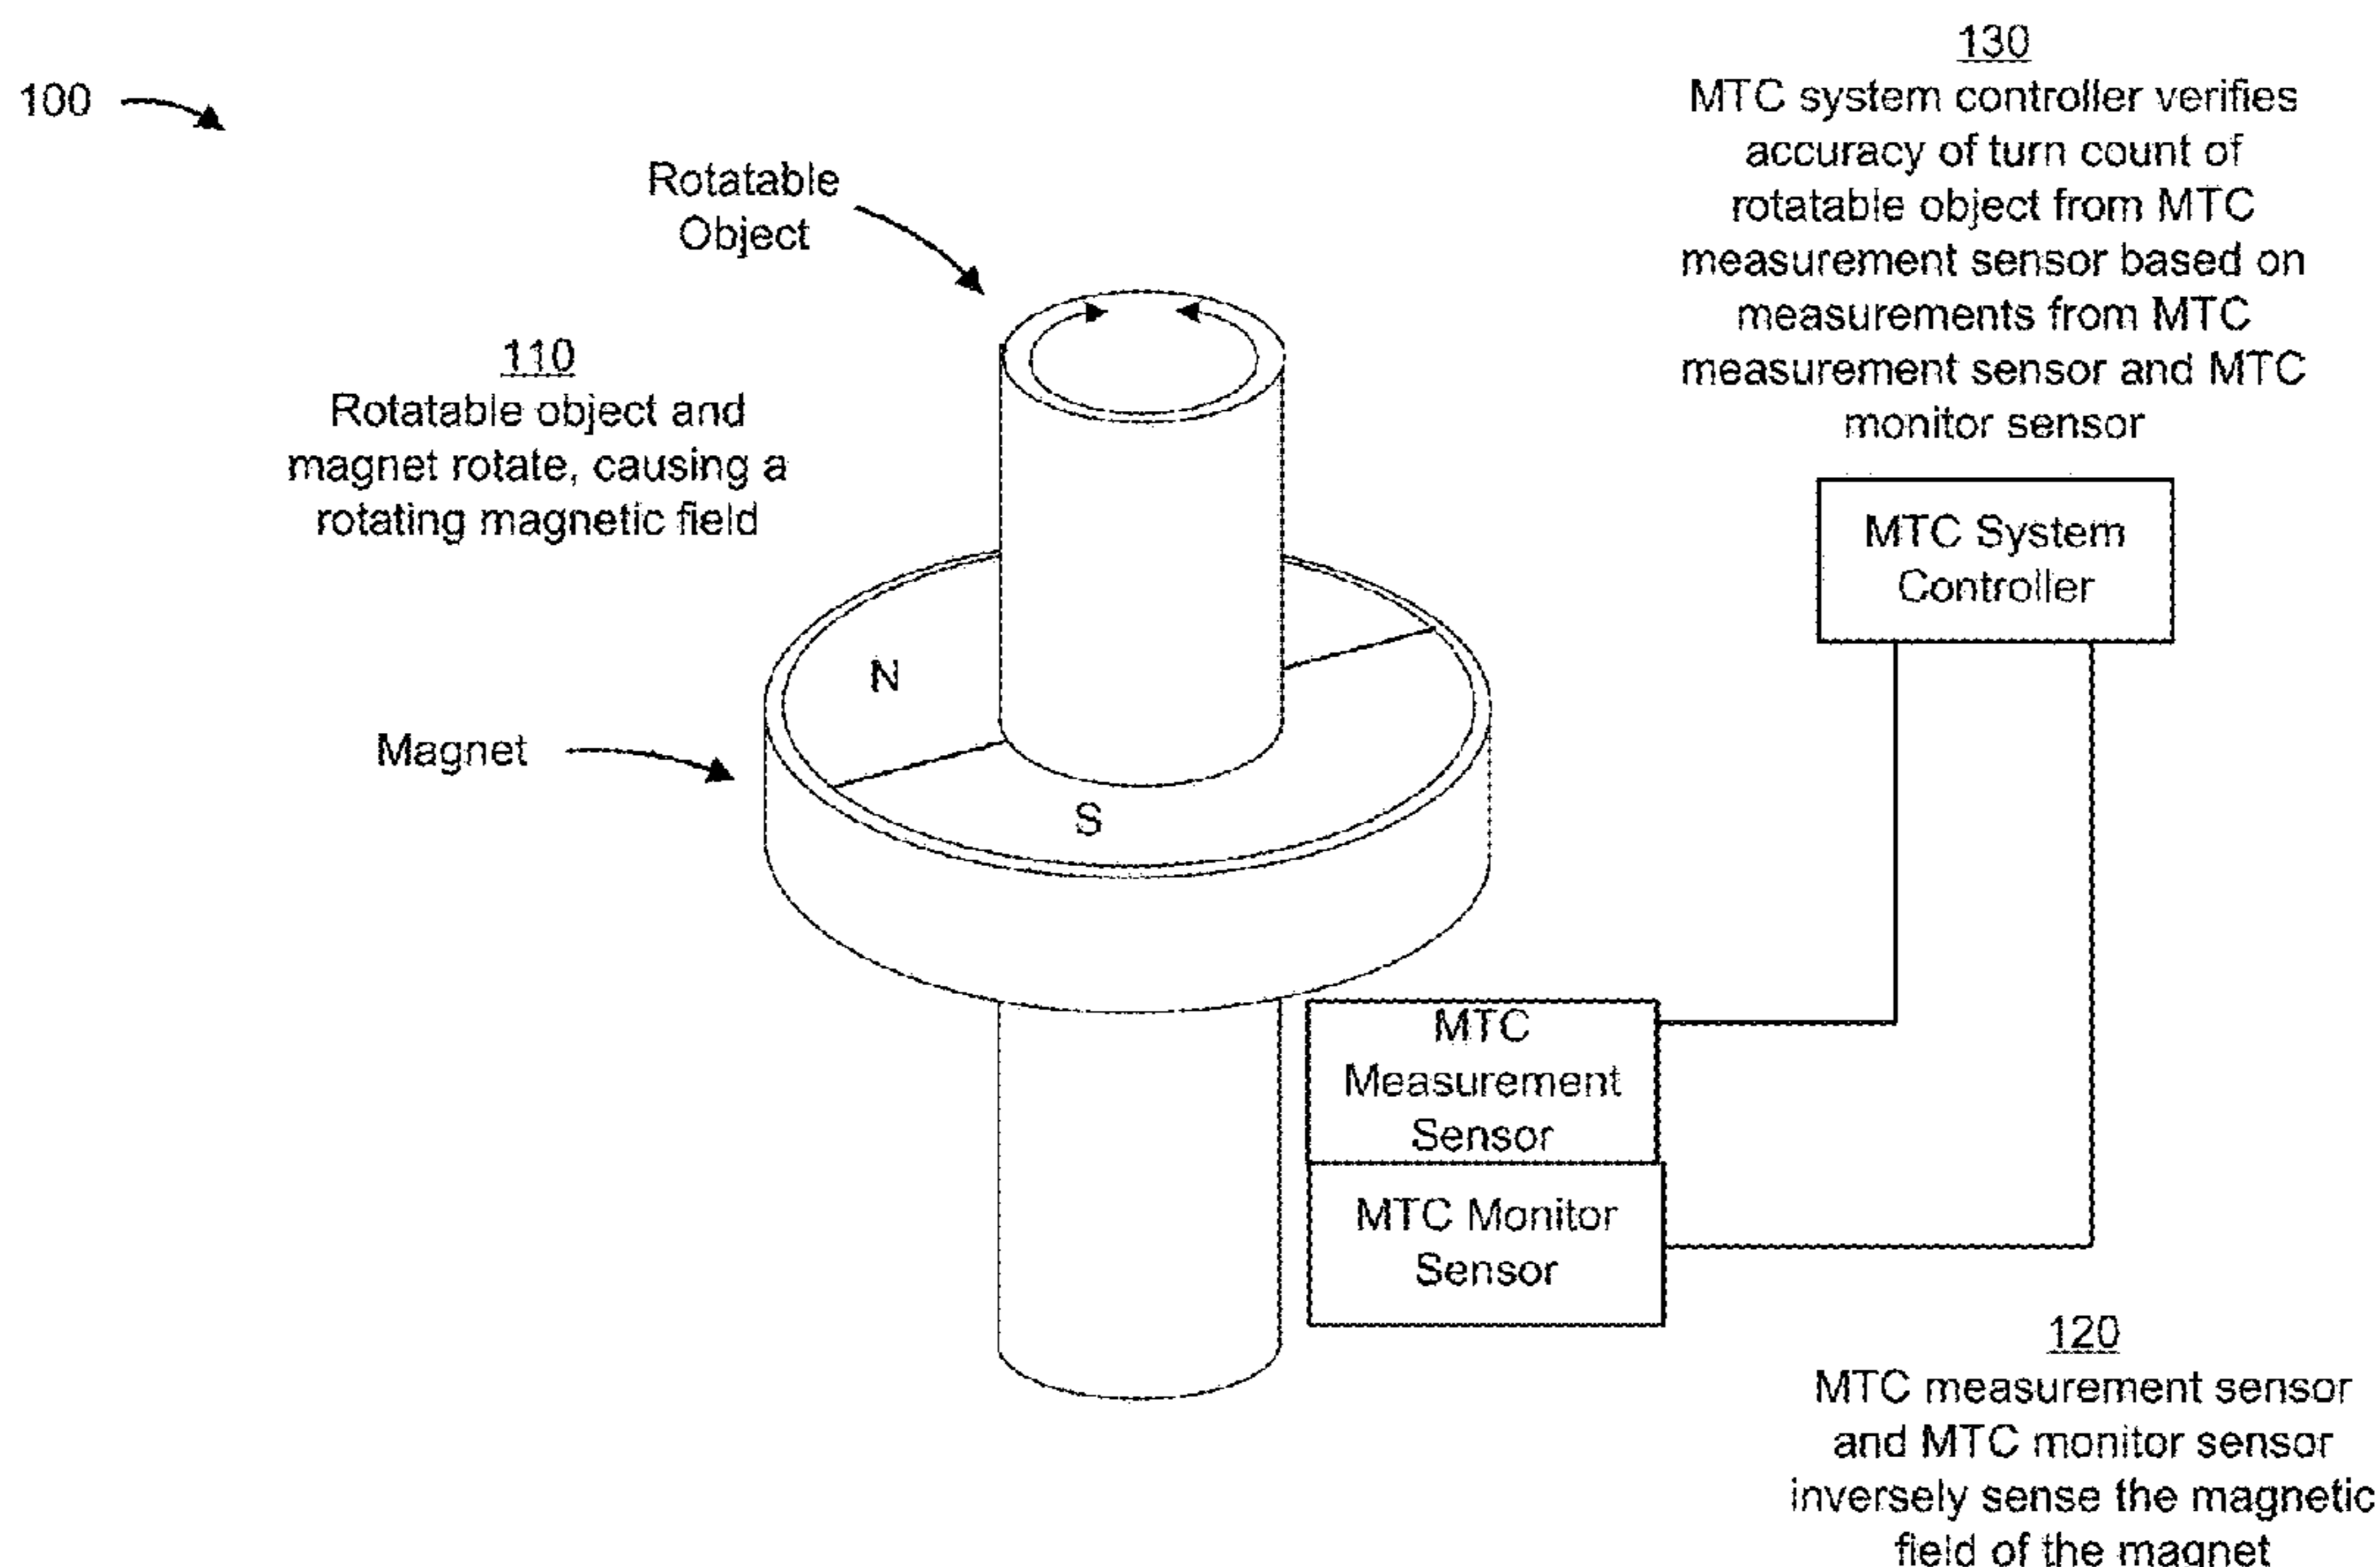 100
Rotatable
Object
110
Rotatable object and
magnet rotate, causing a
rotating magnetic field
Magnet
N
S
130
MTC system controller verifies
accuracy of turn count of
rotatable object from MTC
measurement sensor based on
measurements from MTC
measurement sensor and MTC
monitor sensor
MTC System
Controller
MTC
Measurement
Sensor
MTC Monitor
Sensor
120
MTC measurement sensor
and MTC monitor sensor
inversely sense the magnetic
field of the magnet